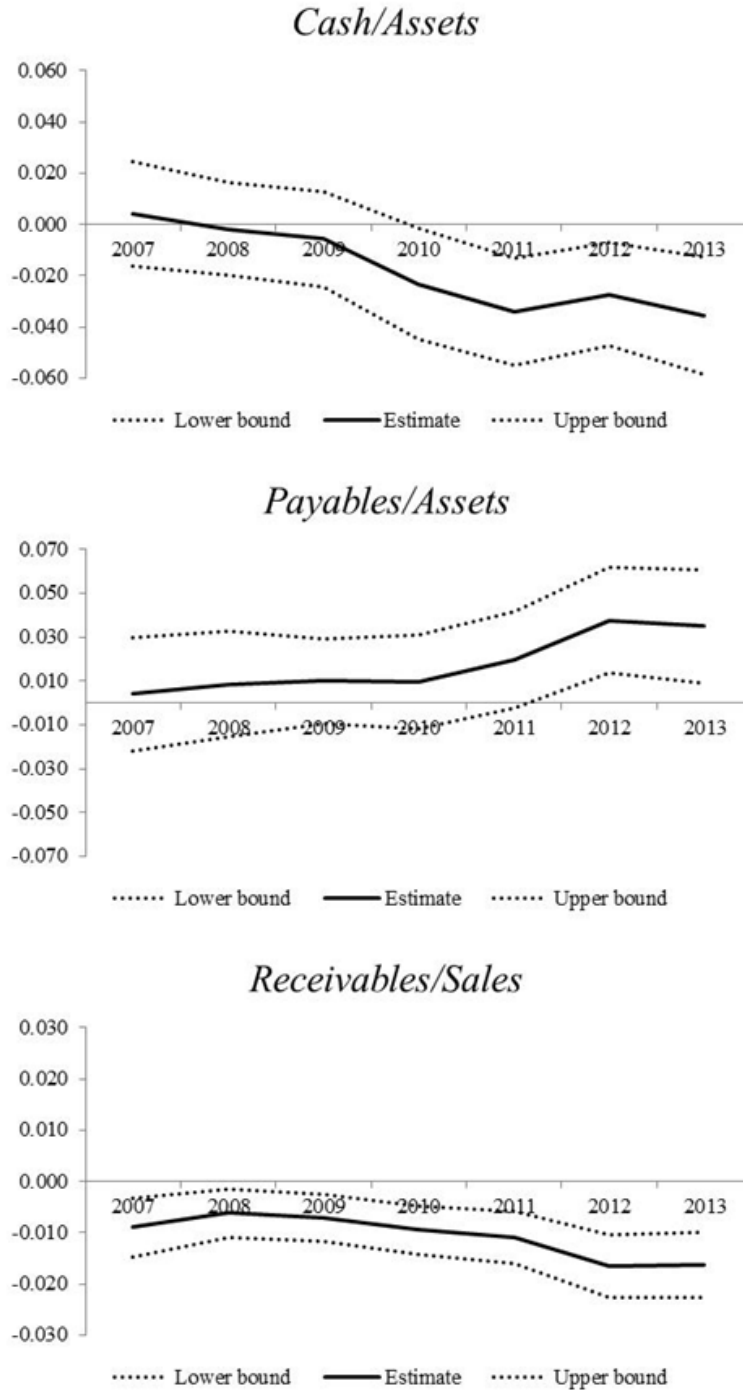 Cash/Assets
0.060
0.040
0.020
0.000
2007 2008 2009 2010 2011 2012 2013
-0.020
-0.040
-0.060
Lower bound Estimate Upper bound
Payables/Assets
0.070
0.050
0.030
0.010
-0.010
2007 2008 2009 2010 2011 2012 2013
-0.030
-0.050
-0.070
Lower bound Estimate Upper bound
Receivables/Sales
0.030
0.020
0.010
0.000
2007 2008 2009 2010 2011 2012 2013
-0.010
-0.020
-0.030
Lower bound Estimate Upper bound